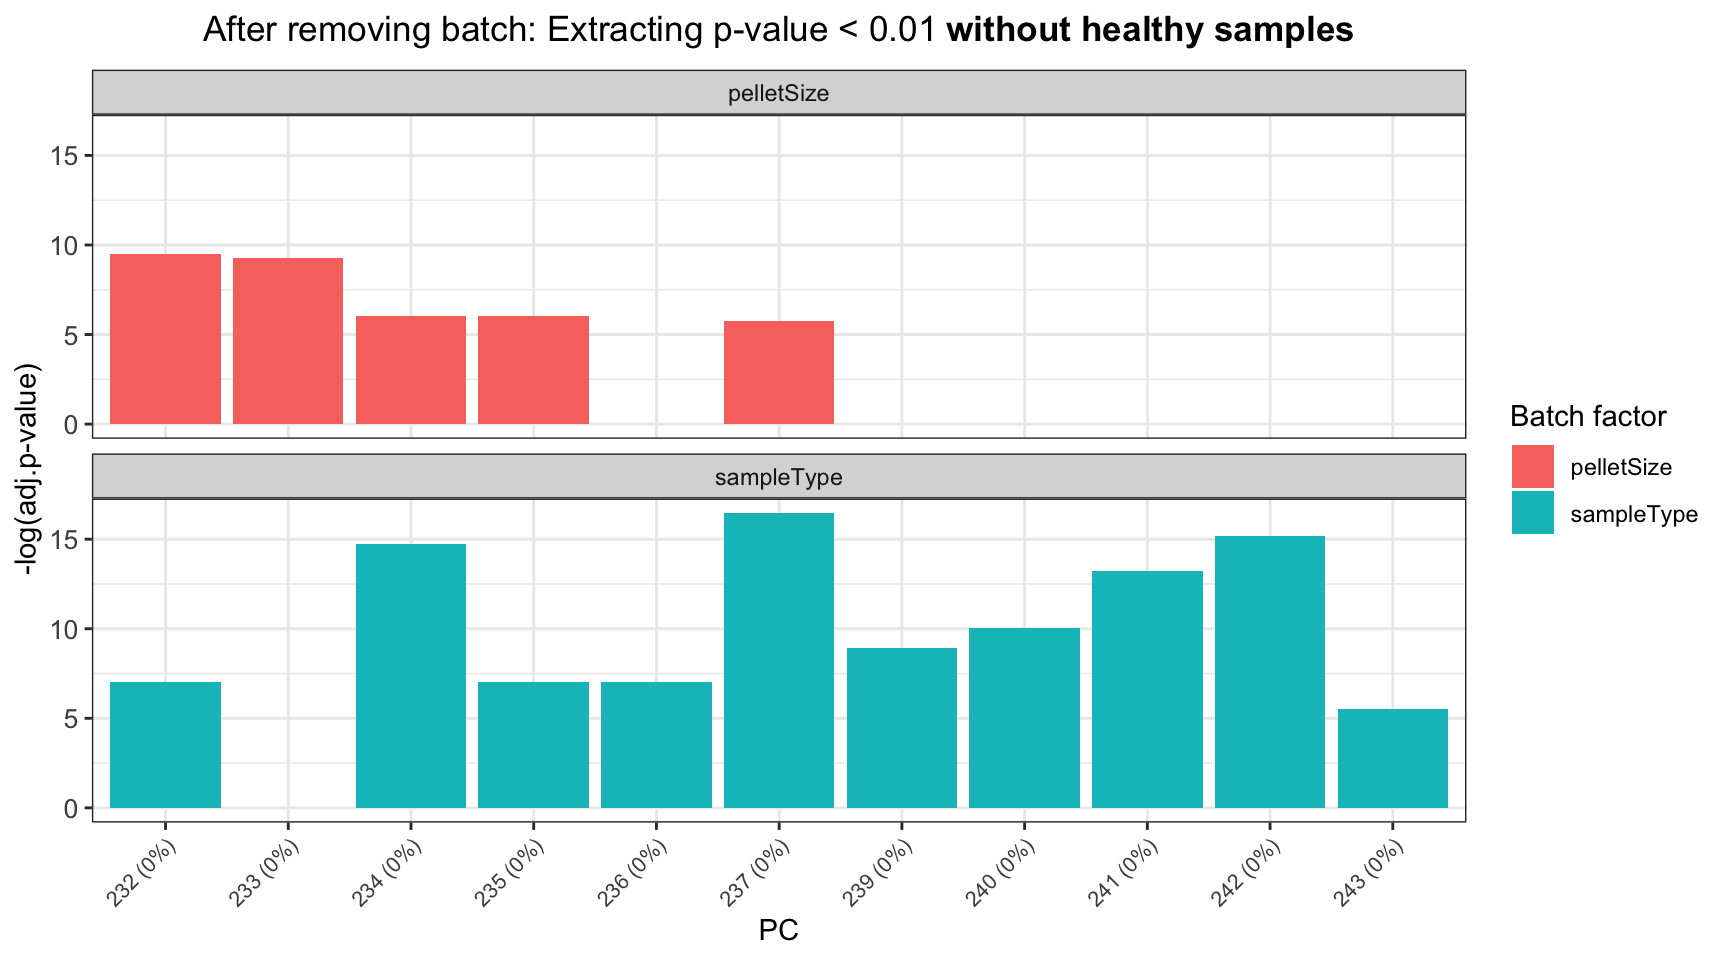 After removing batch: Extracting p-value < 0.01 without healthy samples
pelletSize
15
10
5
0
sampleType
15
10
5
0
-log(adj.p-value)
232 (0%)
233 (0%)
234 (0%)
235 (0%)
236 (0%)
237 (0%)
239 (0%)
240 (0%)
241 (0%)
242 (0%)
243 (0%)
PC
Batch factor
pelletSize
sampleType